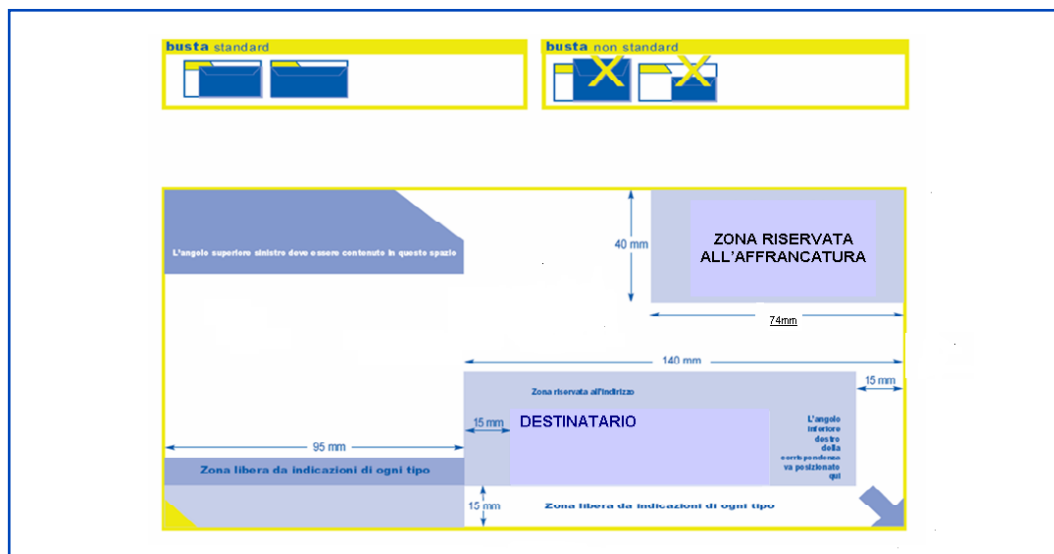 busta standard
busta non standard
L'angolo superiore sinistro deve essere contenuto in questo spazio
40 mm
ZONA RISERVATA
ALL'AFFRANCATURA
74mm
140 mm
15 mm
Zona riservata all'indirizzo
15 mm
DESTINATARIO
L'angolo
inferiore
destro
della
corrispondenza
va posizionato
qui
95 mm
Zona libera da indicazioni di ogni tipo
15 mm
Zona libera da indicazioni di ogni tipo